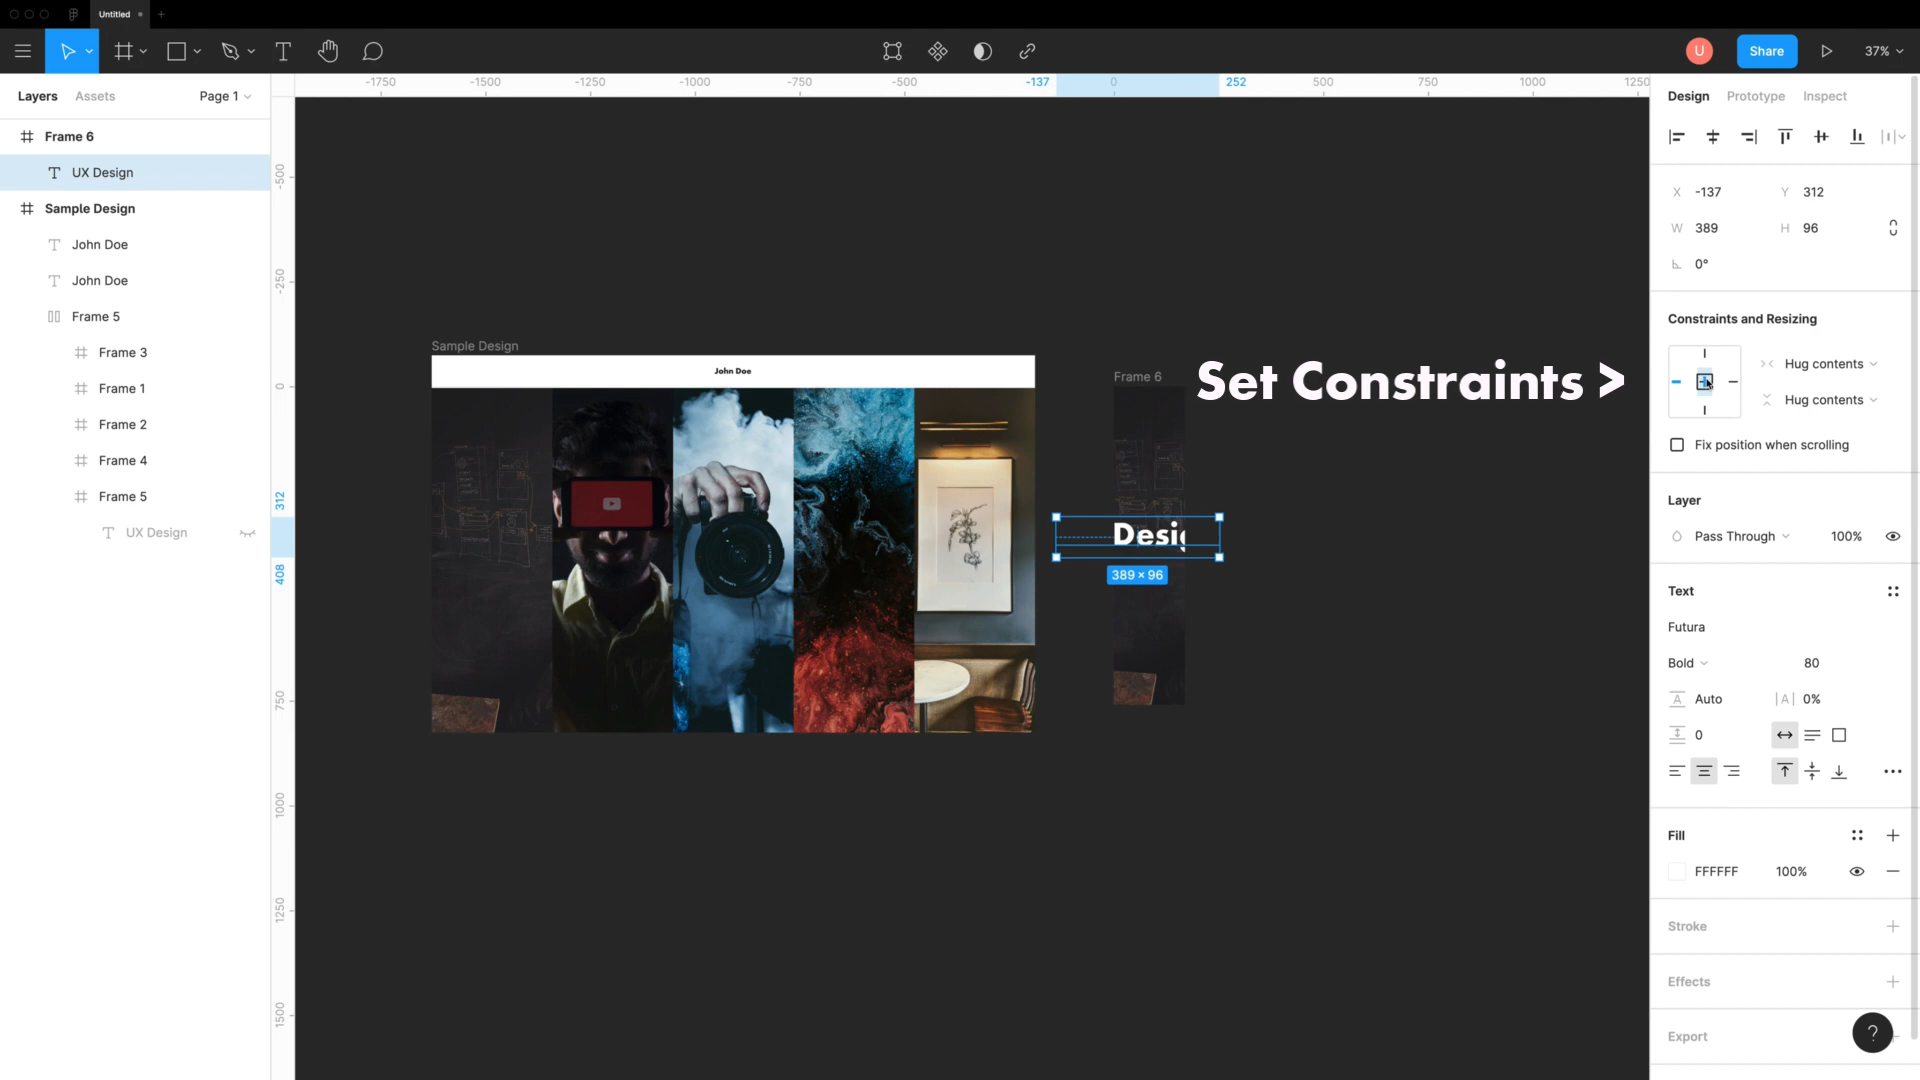 Untitled
Share
37%
Layers
Assets
Page 1
Frame 6
UX Design
Sample Design
John Doe
John Doe
Frame 5
Frame 3
Frame 1
Frame 2
Frame 4
Frame 5
UX Design
-1750
-1500
-1250
-1000
-750
-500
-137
0
252
500
750
1000
1250
-500
-250
0
312
408
750
1000
1250
1500
Sample Design
John Doe
Frame 6
Desig
389 × 96
Set Constraints >
U
Design
Prototype
Inspect
X -137
Y 312
W 389
H 96
0°
Constraints and Resizing
Hug contents
Hug contents
Fix position when scrolling
Layer
Pass Through
100%
Text
Futura
Bold
80
Auto
|A| 0%
0
Fill
FFFFFF
100%
Stroke
Effects
Export
?